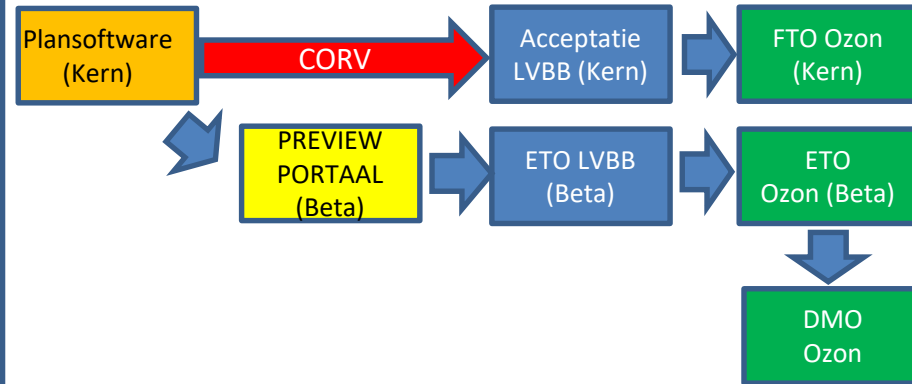 Plansoftware
(Kern)
CORV
Acceptatie
LVBB (Kern)
FTO Ozon
(Kern)
PREVIEW
PORTAAL
(Beta)
ETO LVBB
(Beta)
ETO
Ozon (Beta)
DMO
Ozon